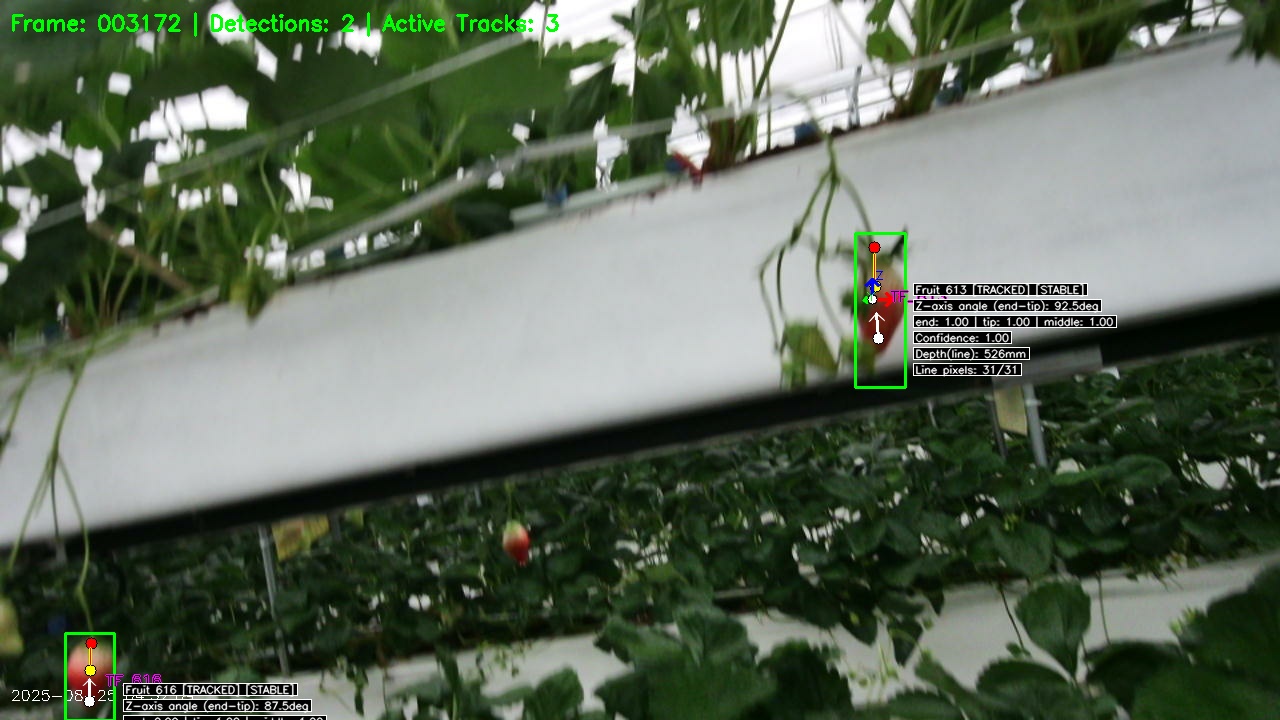 Frame: 003172 | Detections: 2 | Active Tracks: 3
Z
Fruit 613 [TRACKED] [STABLE]
Z-axis angle (end-tip): 92.5deg
end: 1.00 | tip: 1.00 | middle: 1.00
Confidence: 1.00
Depth(line): 526mm
Line pixels: 31/31
TF_616
Fruit 616 [TRACKED] [STABLE]
Z-axis angle (end-tip): 87.5deg